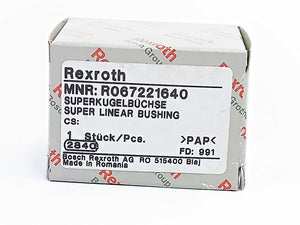 Rexroth
MNR: R067221640
SUPERKUGELBÜCHSE
SUPER LINEAR BUSHING
CS:
1 Stück/Pcs. >PAP<
2840 FD: 991
Bosch Rexroth AG RO 515400 Blaj
Made in Romania
Rexroth